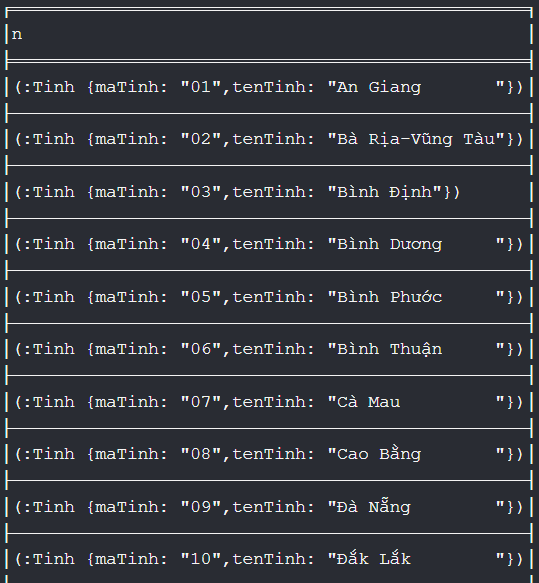 n
(:Tinh {maTinh: "01",tenTinh: "An Giang       "})
(:Tinh {maTinh: "02",tenTinh: "Bà Rịa-Vũng Tàu"})
(:Tinh {maTinh: "03",tenTinh: "Bình Định"})
(:Tinh {maTinh: "04",tenTinh: "Bình Dương     "})
(:Tinh {maTinh: "05",tenTinh: "Bình Phước     "})
(:Tinh {maTinh: "06",tenTinh: "Bình Thuận     "})
(:Tinh {maTinh: "07",tenTinh: "Cà Mau         "})
(:Tinh {maTinh: "08",tenTinh: "Cao Bằng       "})
(:Tinh {maTinh: "09",tenTinh: "Đà Nẵng        "})
(:Tinh {maTinh: "10",tenTinh: "Đắk Lắk        "})